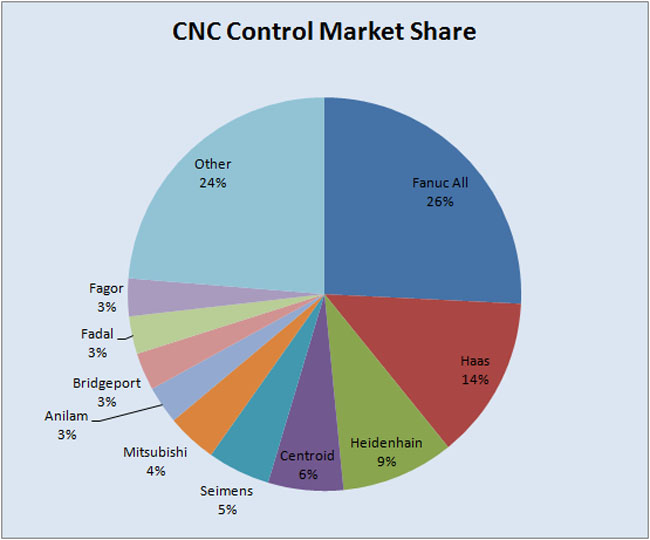 CNC Control Market Share
Fanuc All
26%
Haas
14%
Heidenhain
9%
Centroid
6%
Seimens
5%
Mitsubishi
4%
Anilam
3%
Bridgeport
3%
Fadal
3%
Fagor
3%
Other
24%